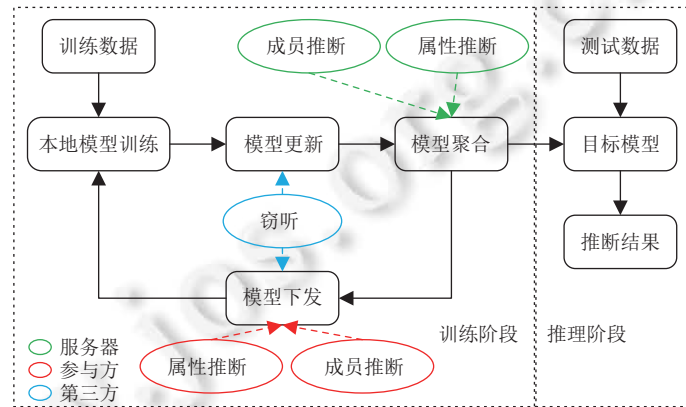 训练数据
成员推断
属性推断
测试数据
本地模型训练
模型更新
模型聚合
目标模型
窃听
推断结果
模型下发
训练阶段
推理阶段
服务器
属性推断
成员推断
参与方
第三方